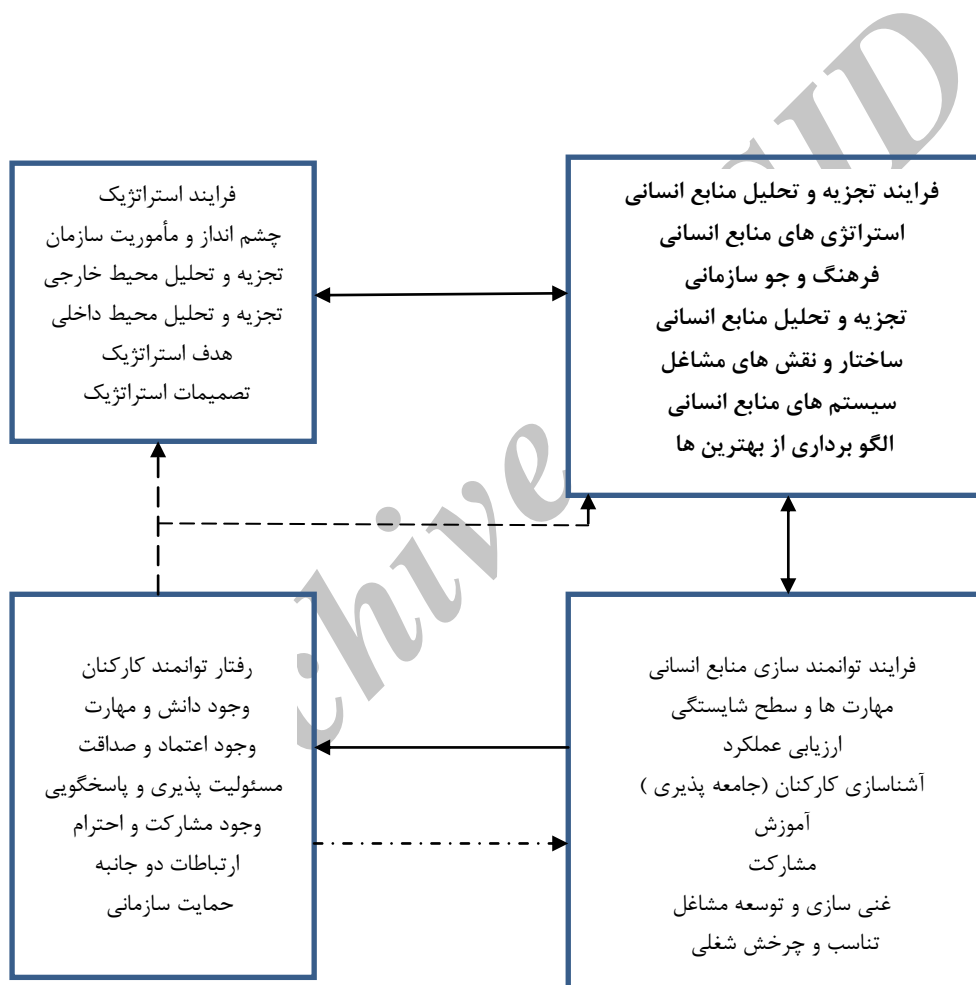 فرایند تجزیه و تحلیل منابع انسانی
استراتژی های منابع انسانی
فرهنگ و جو سازمانی
تجزیه و تحلیل منابع انسانی
ساختار و نقش های مشاغل
سیستم های منابع انسانی
الگو برداری از بهترین ها
فرایند استراتژیک
چشم انداز و مأموریت سازمان
تجزیه و تحلیل محیط خارجی
تجزیه و تحلیل محیط داخلی
هدف استراتژیک
تصمیمات استراتژیک
فرایند توانمند سازی منابع انسانی
مهارت ها و سطح شایستگی
ارزیابی عملکرد
آشناسازی کارکنان (جامعه پذیری )
آموزش
مشارکت
غنی سازی و توسعه مشاغل
تناسب و چرخش شغلی
رفتار توانمند کارکنان
وجود دانش و مهارت
وجود اعتماد و صداقت
مسئولیت پذیری و پاسخگویی
وجود مشارکت و احترام
ارتباطات دو جانبه
حمایت سازمانی